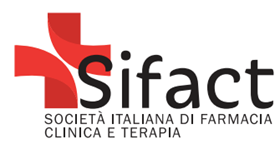 Sifact
SOCIETÀ ITALIANA DI FARMACIA
CLINICA E TERAPIA